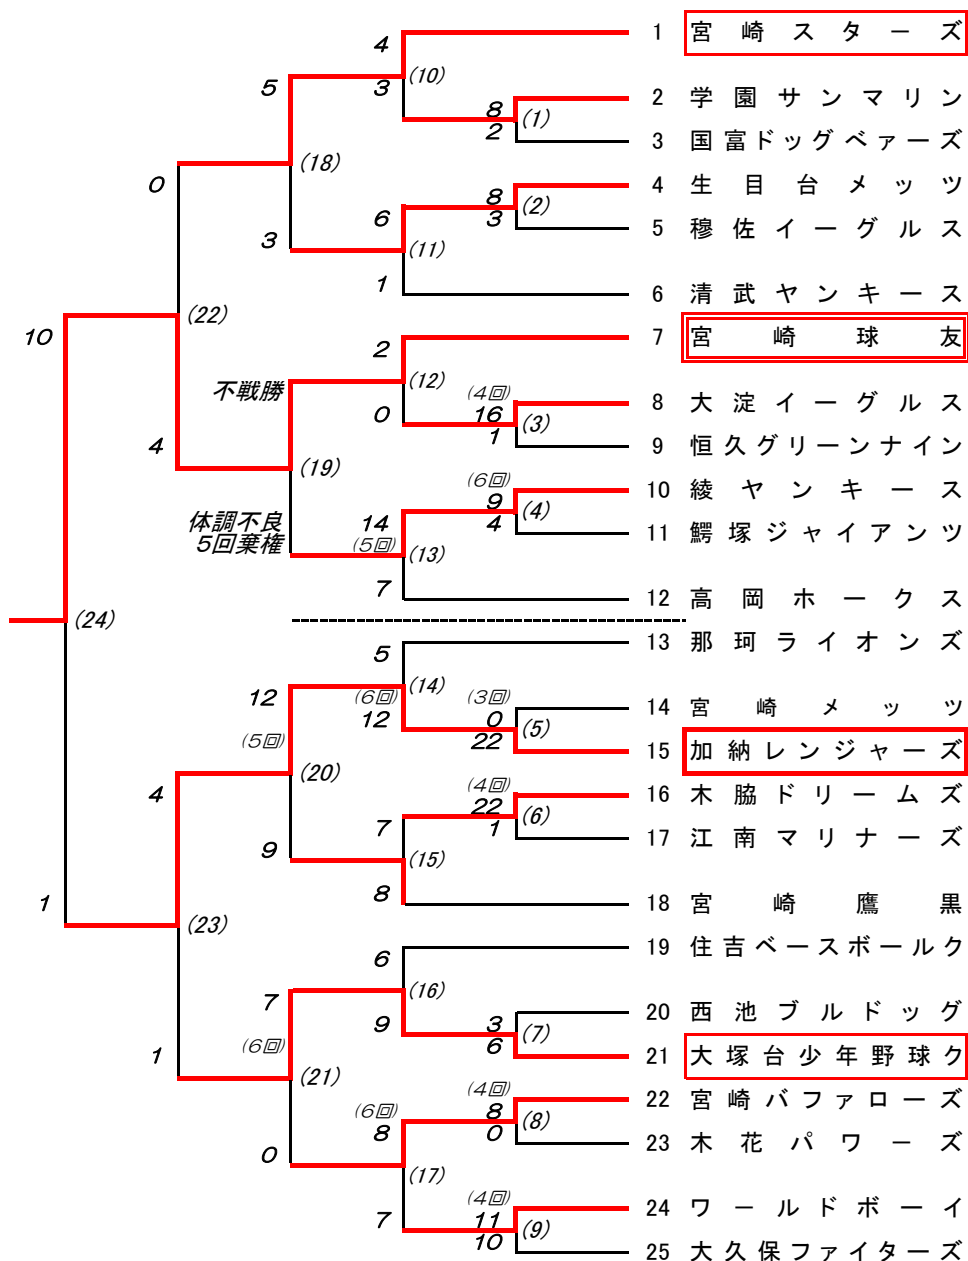 4 1 宮崎スターズ
3 (10)
5 8 2 学園サンマリン
2 (1) 3 国富ドッグベァーズ
(18)
0 8 4 生目台メッツ
6 3 (2) 5 穆佐イーグルス
3 (11)
1 6 清武ヤンキース
(22)
10 2 7 宮崎球友
不戦勝 (12)
0 (4回) 8 大淀イーグルス
16 (3)
4 1 9 恒久グリーンナイン
(19)
(6回) 10 綾ヤンキース
9 (4)
体調不良 14 4 11 鰐塚ジャイアンツ
5回棄権 (5回) (13)
7 12 高岡ホークス
(24)
5 13 那珂ライオンズ
12 (6回) (14) (3回)
12 0 14 宮崎メッツ
(5回) 22 (5) 15 加納レンジャーズ
(20)
4 (4回) 16 木脇ドリームズ
22 (6)
7 1 17 江南マリナーズ
9 (15)
1 8 18 宮崎鷹黒
(23)
6 19 住吉ベースボールク
7 (16)
9 3 20 西池ブルドッグ
(6回) 6 (7) 21 大塚台少年野球ク
1 (21)
(4回) 22 宮崎バファローズ
(6回) 8 (8)
8 0 23 木花パワーズ
0 (17)
(4回) 24 ワールドボーイ
7 11 (9)
10 25 大久保ファイターズ